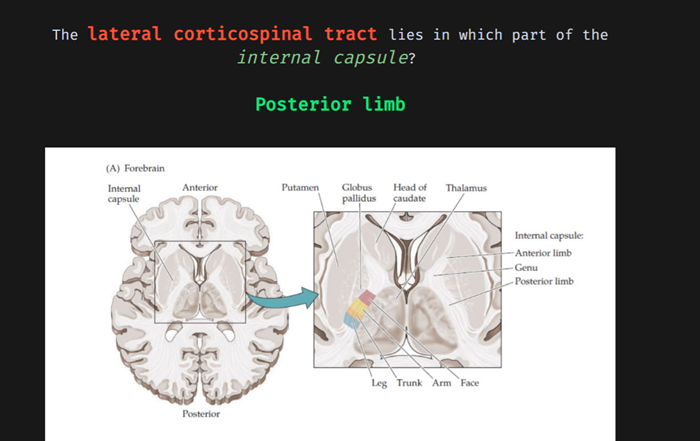 The lateral corticospinal tract lies in which part of the
internal capsule?
Posterior limb
(A) Forebrain
Internal
capsule
Anterior
Putamen
Globus
pallidus
Head of
caudate
Thalamus
Internal capsule:
Anterior limb
Genu
Posterior limb
Leg Trunk Arm Face
Posterior